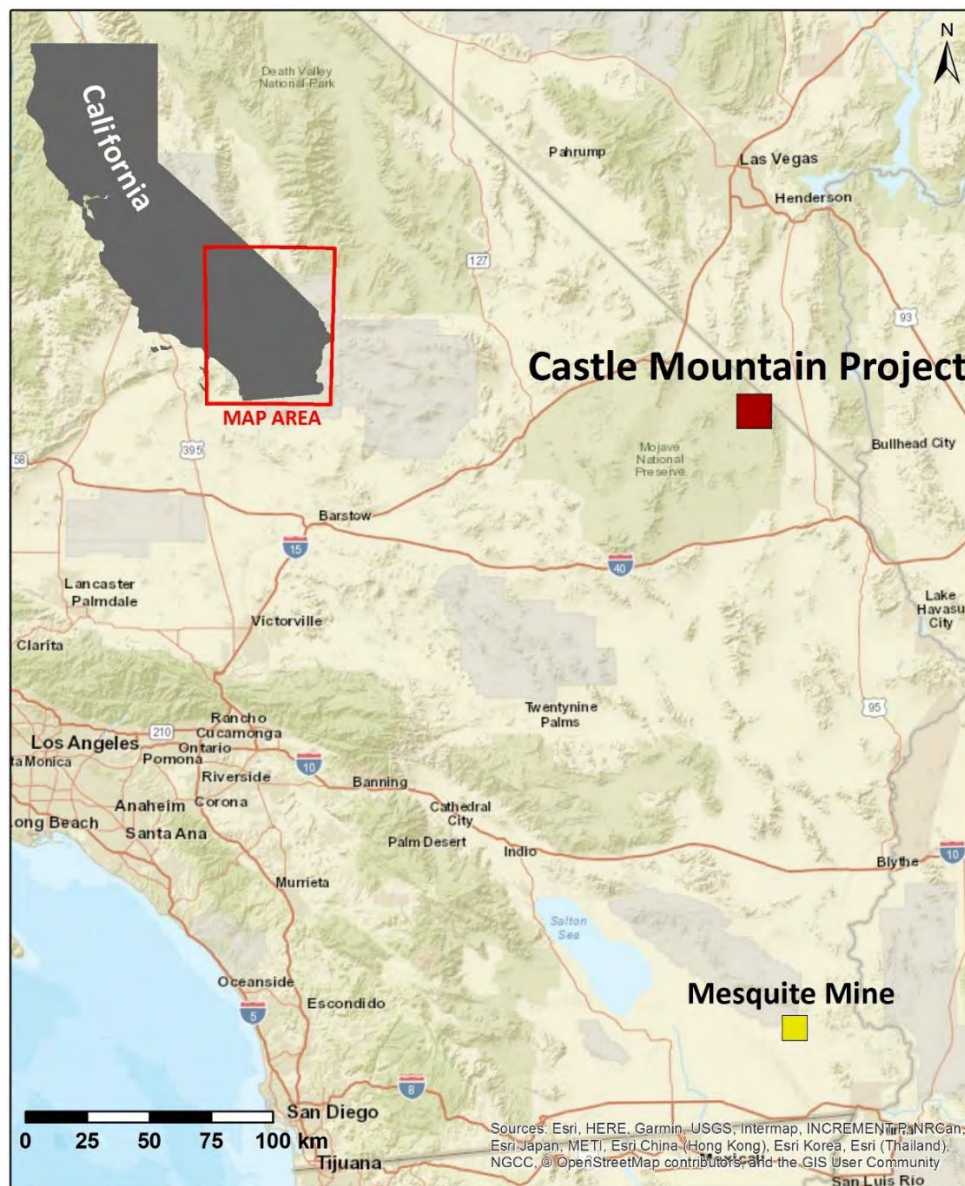 N
California
Death Valley
National Park
Pahrump
Las Vegas
Henderson
127
93
Castle Mountain Project
MAP AREA
Mojave
National
Preserve
Bullhead City
395
58
Barstow
15
40
Lancaster
Palmdale
Lake
Havasu
City
Victorville
Clarita
95
Twentynine
Palms
Rancho
Cucamonga
Los Angeles
210
Ontario
ta Monica
Pomona
10
Riverside
Banning
Anaheim
Corona
Cathedral
City
Long Beach
Santa Ana
Palm Desert
Indio
Blythe
10
Murrieta
Salton
Sea
Oceanside
Mesquite Mine
Escondido
5
8
San Diego
0 25 50 75 100 km
Tijuana
Sources: Esri, HERE, Garmin, USGS, Intermap, INCREMENT P, NRCan,
Esri Japan, METI, Esri China (Hong Kong), Esri Korea, Esri (Thailand),
NGCC, © OpenStreetMap contributors, and the GIS User Community
San Luis Rio